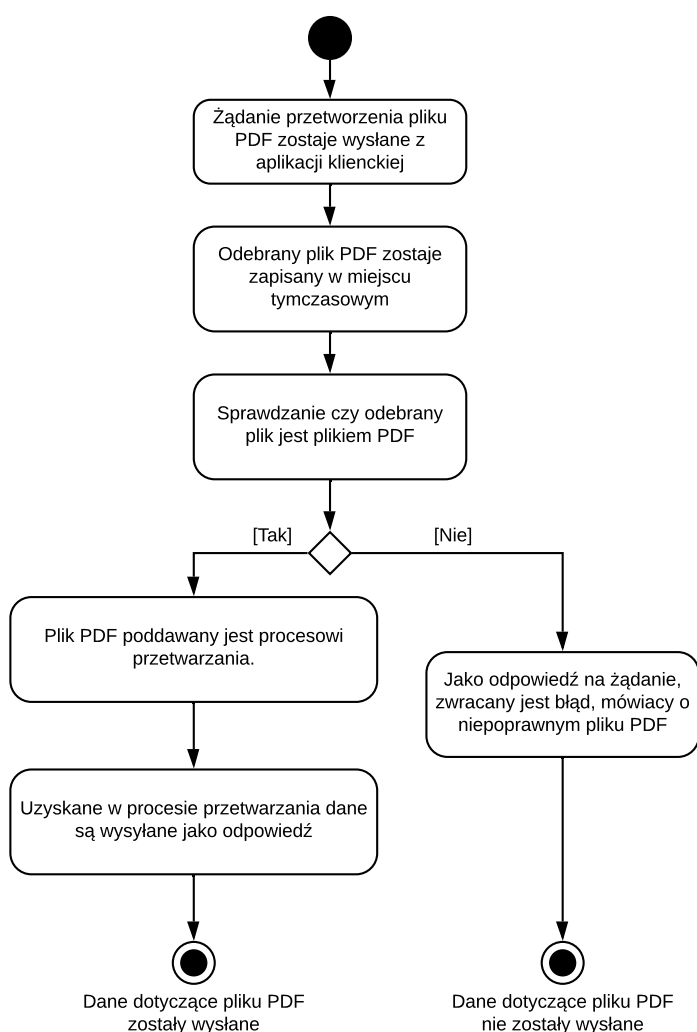 Żądanie przetworzenia pliku
PDF zostaje wysłane z
aplikacji klienckiej
Odebrany plik PDF zostaje
zapisany w miejscu
tymczasowym
Sprawdzanie czy odebrany
plik jest plikiem PDF
[Tak]
[Nie]
Plik PDF poddawany jest procesowi
przetwarzania.
Jako odpowiedź na żądanie,
zwracany jest błąd, mówiacy o
niepoprawnym pliku PDF
Uzyskane w procesie przetwarzania dane
są wysyłane jako odpowiedź
Dane dotyczące pliku PDF
zostały wysłane
Dane dotyczące pliku PDF
nie zostały wysłane